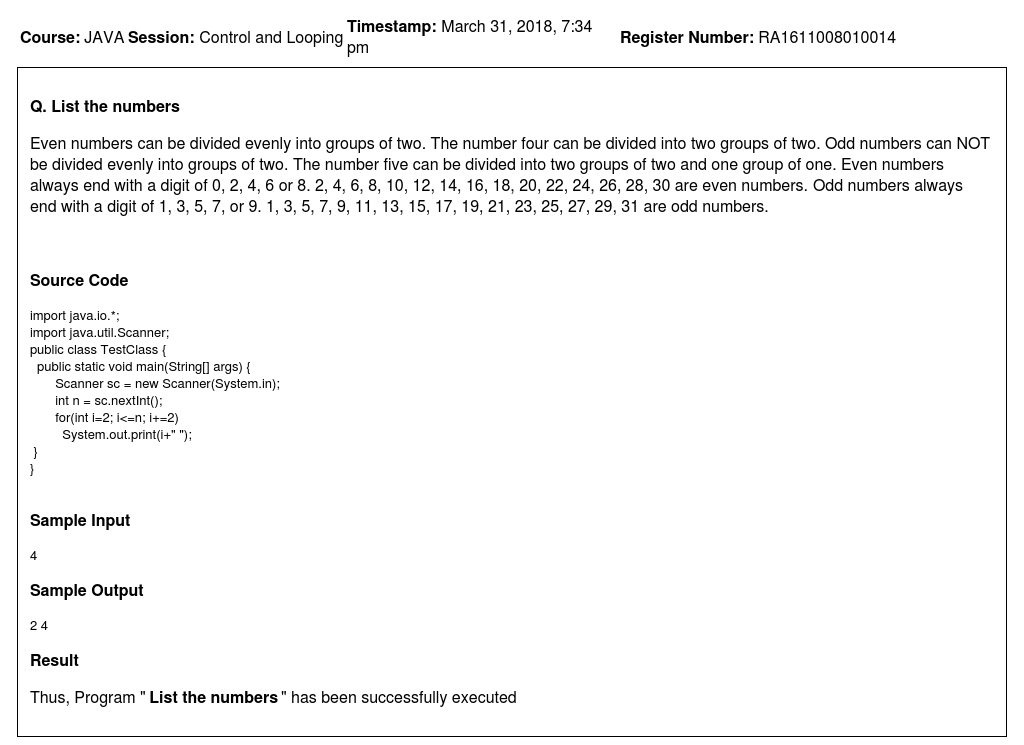 Course: JAVA Session: Control and Looping Timestamp: March 31, 2018, 7:34 pm Register Number: RA1611008010014
Q. List the numbers
Even numbers can be divided evenly into groups of two. The number four can be divided into two groups of two. Odd numbers can NOT
be divided evenly into groups of two. The number five can be divided into two groups of two and one group of one. Even numbers
always end with a digit of 0, 2, 4, 6 or 8. 2, 4, 6, 8, 10, 12, 14, 16, 18, 20, 22, 24, 26, 28, 30 are even numbers. Odd numbers always
end with a digit of 1, 3, 5, 7, or 9. 1, 3, 5, 7, 9, 11, 13, 15, 17, 19, 21, 23, 25, 27, 29, 31 are odd numbers.
Source Code
import java.io.*;
import java.util.Scanner;
public class TestClass {
  public static void main(String[] args) {
       Scanner sc = new Scanner(System.in);
       int n = sc.nextInt();
       for(int i=2; i<=n; i+=2)
         System.out.print(i+" ");
 }
}
Sample Input
4
Sample Output
2 4
Result
Thus, Program " List the numbers " has been successfully executed